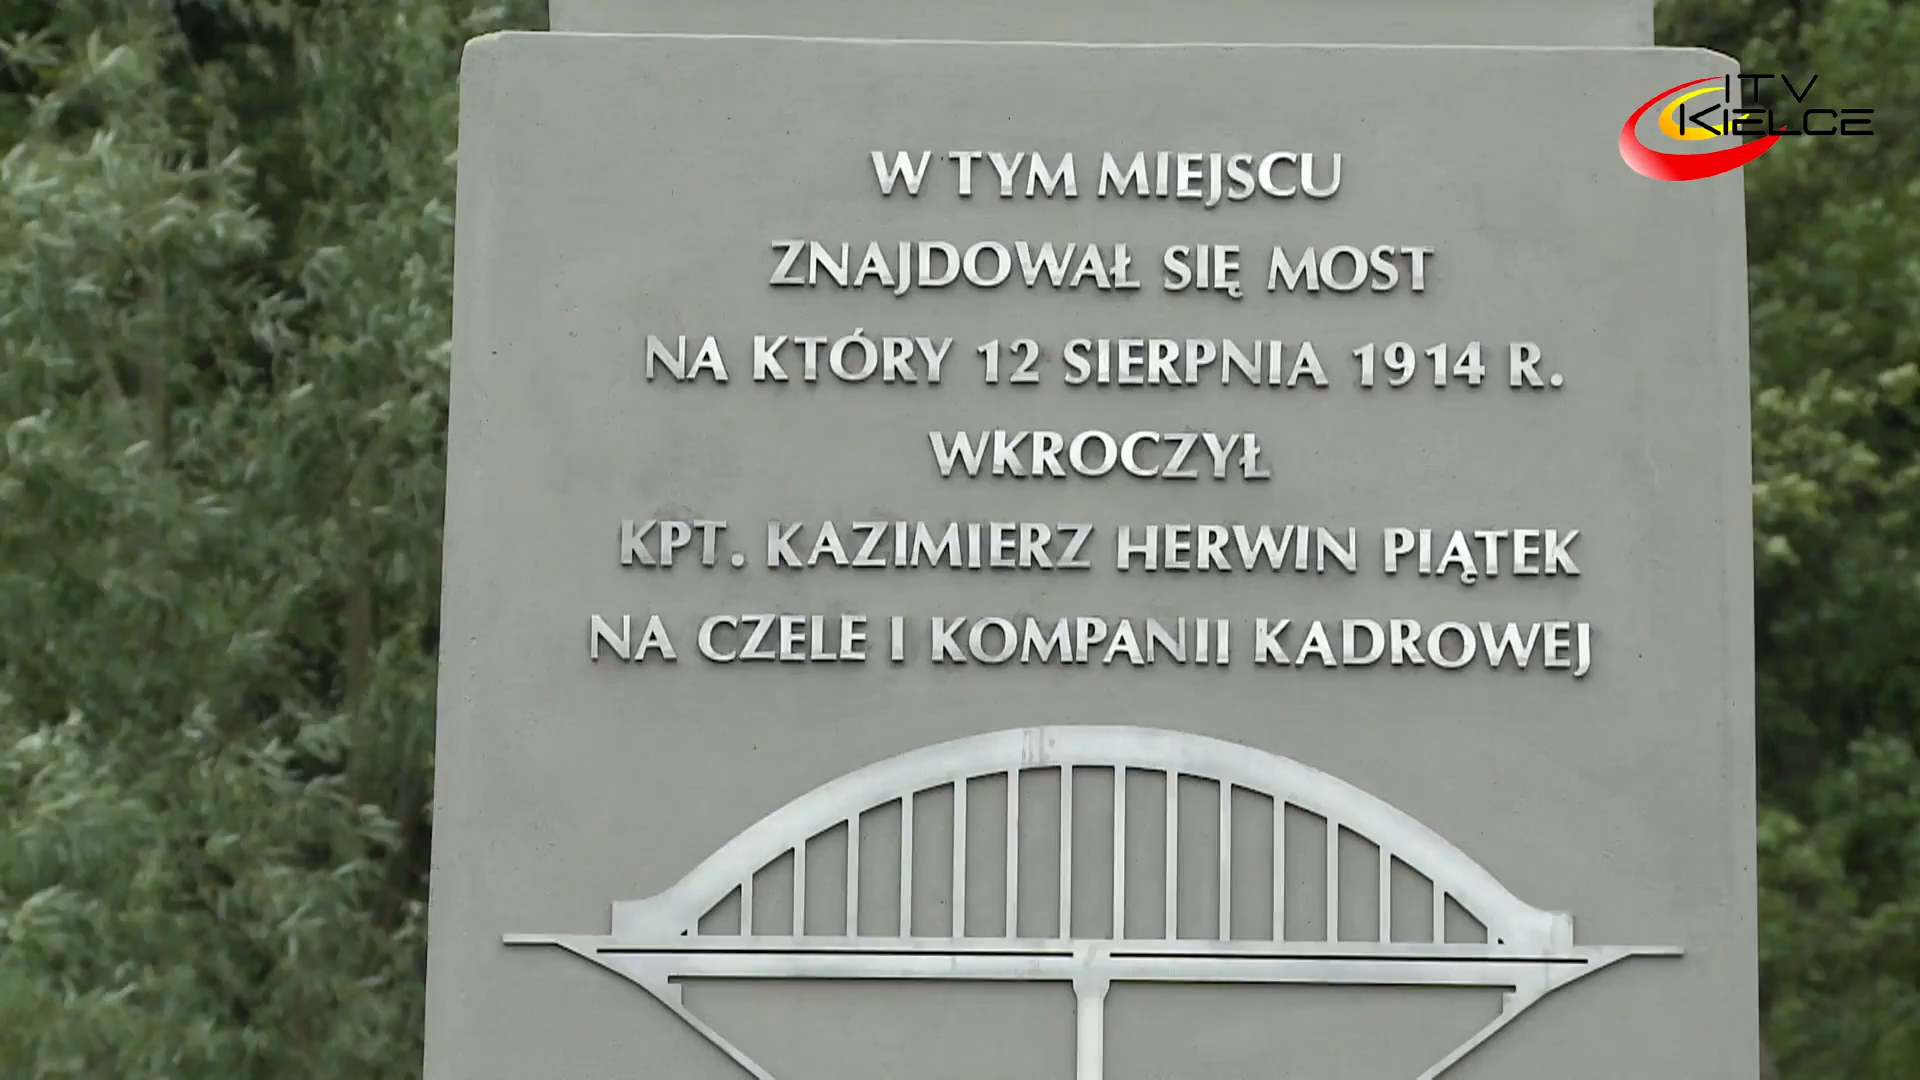 ITV
KIELCE
W TYM MIEJSCU
ZNAJDOWAŁ SIĘ MOST
NA KTÓRY 12 SIERPNIA 1914 R.
WKROCZYŁ
KPT. KAZIMIERZ HERWIN PIĄTEK
NA CZELE I KOMPANII KADROWEJ